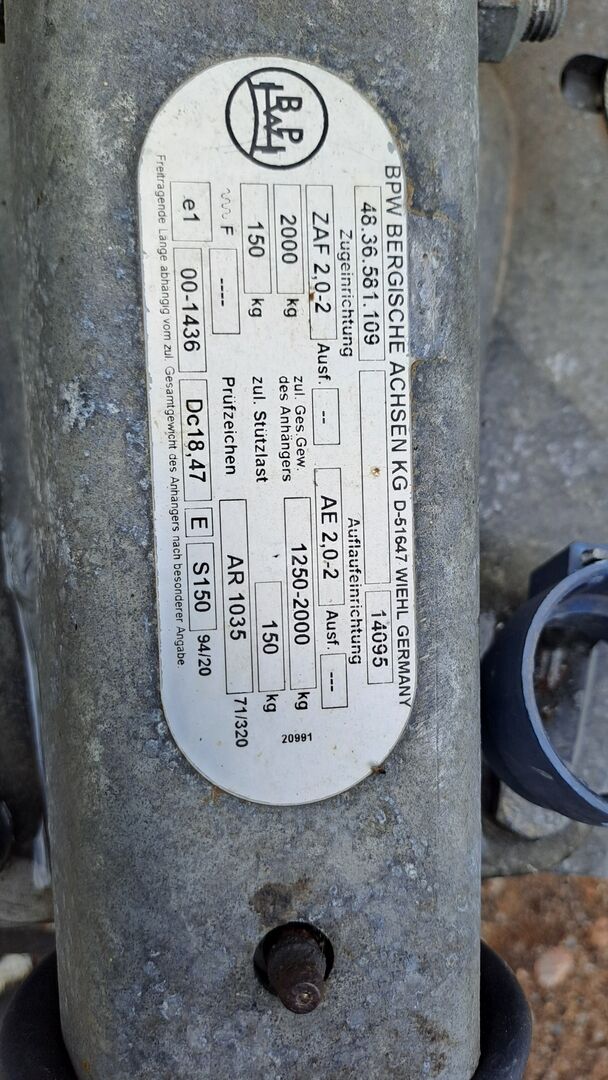 BPW
BPW BERGISCHE ACHSEN KG D-51647 WIEHL GERMANY
48.36.581.109 14095
Zugeinrichtung Auflaufeinrichtung
ZAF 2,0-2 Ausf. -- AE 2,0-2 Ausf. ---
2000 kg zul. Ges.Gew. des Anhängers 1250-2000 kg
150 kg zul. Stützlast 150 kg
F ---- Prüfzeichen AR 1035 71/320
e1 00-1436 Dc18,47 E S150 94/20
Freitragende Länge abhängig vom zul. Gesamtgewicht des Anhängers nach besonderer Angabe.
20991